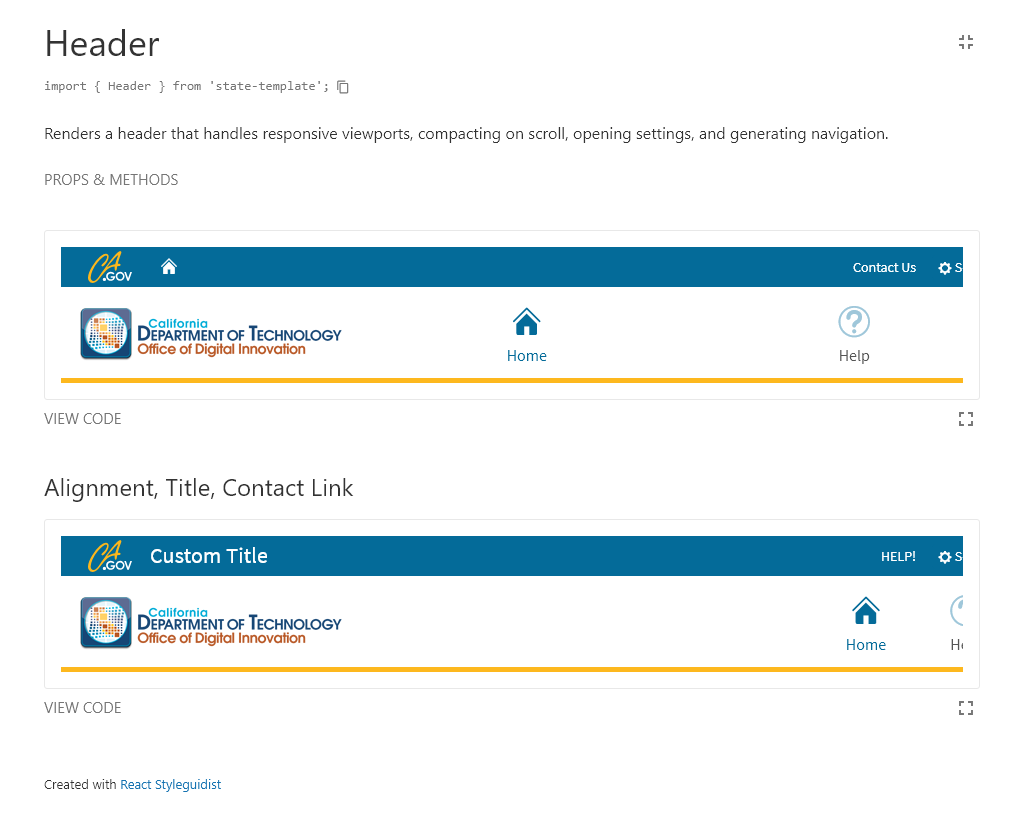 Header
import { Header } from 'state-template';
Renders a header that handles responsive viewports, compacting on scroll, opening settings, and generating navigation.
PROPS & METHODS
CA.GOV
Contact Us
S
California
DEPARTMENT OF TECHNOLOGY
Office of Digital Innovation
Home
Help
VIEW CODE
Alignment, Title, Contact Link
CA.GOV
Custom Title
HELP!
S
California
DEPARTMENT OF TECHNOLOGY
Office of Digital Innovation
Home
VIEW CODE
Created with React Styleguidist